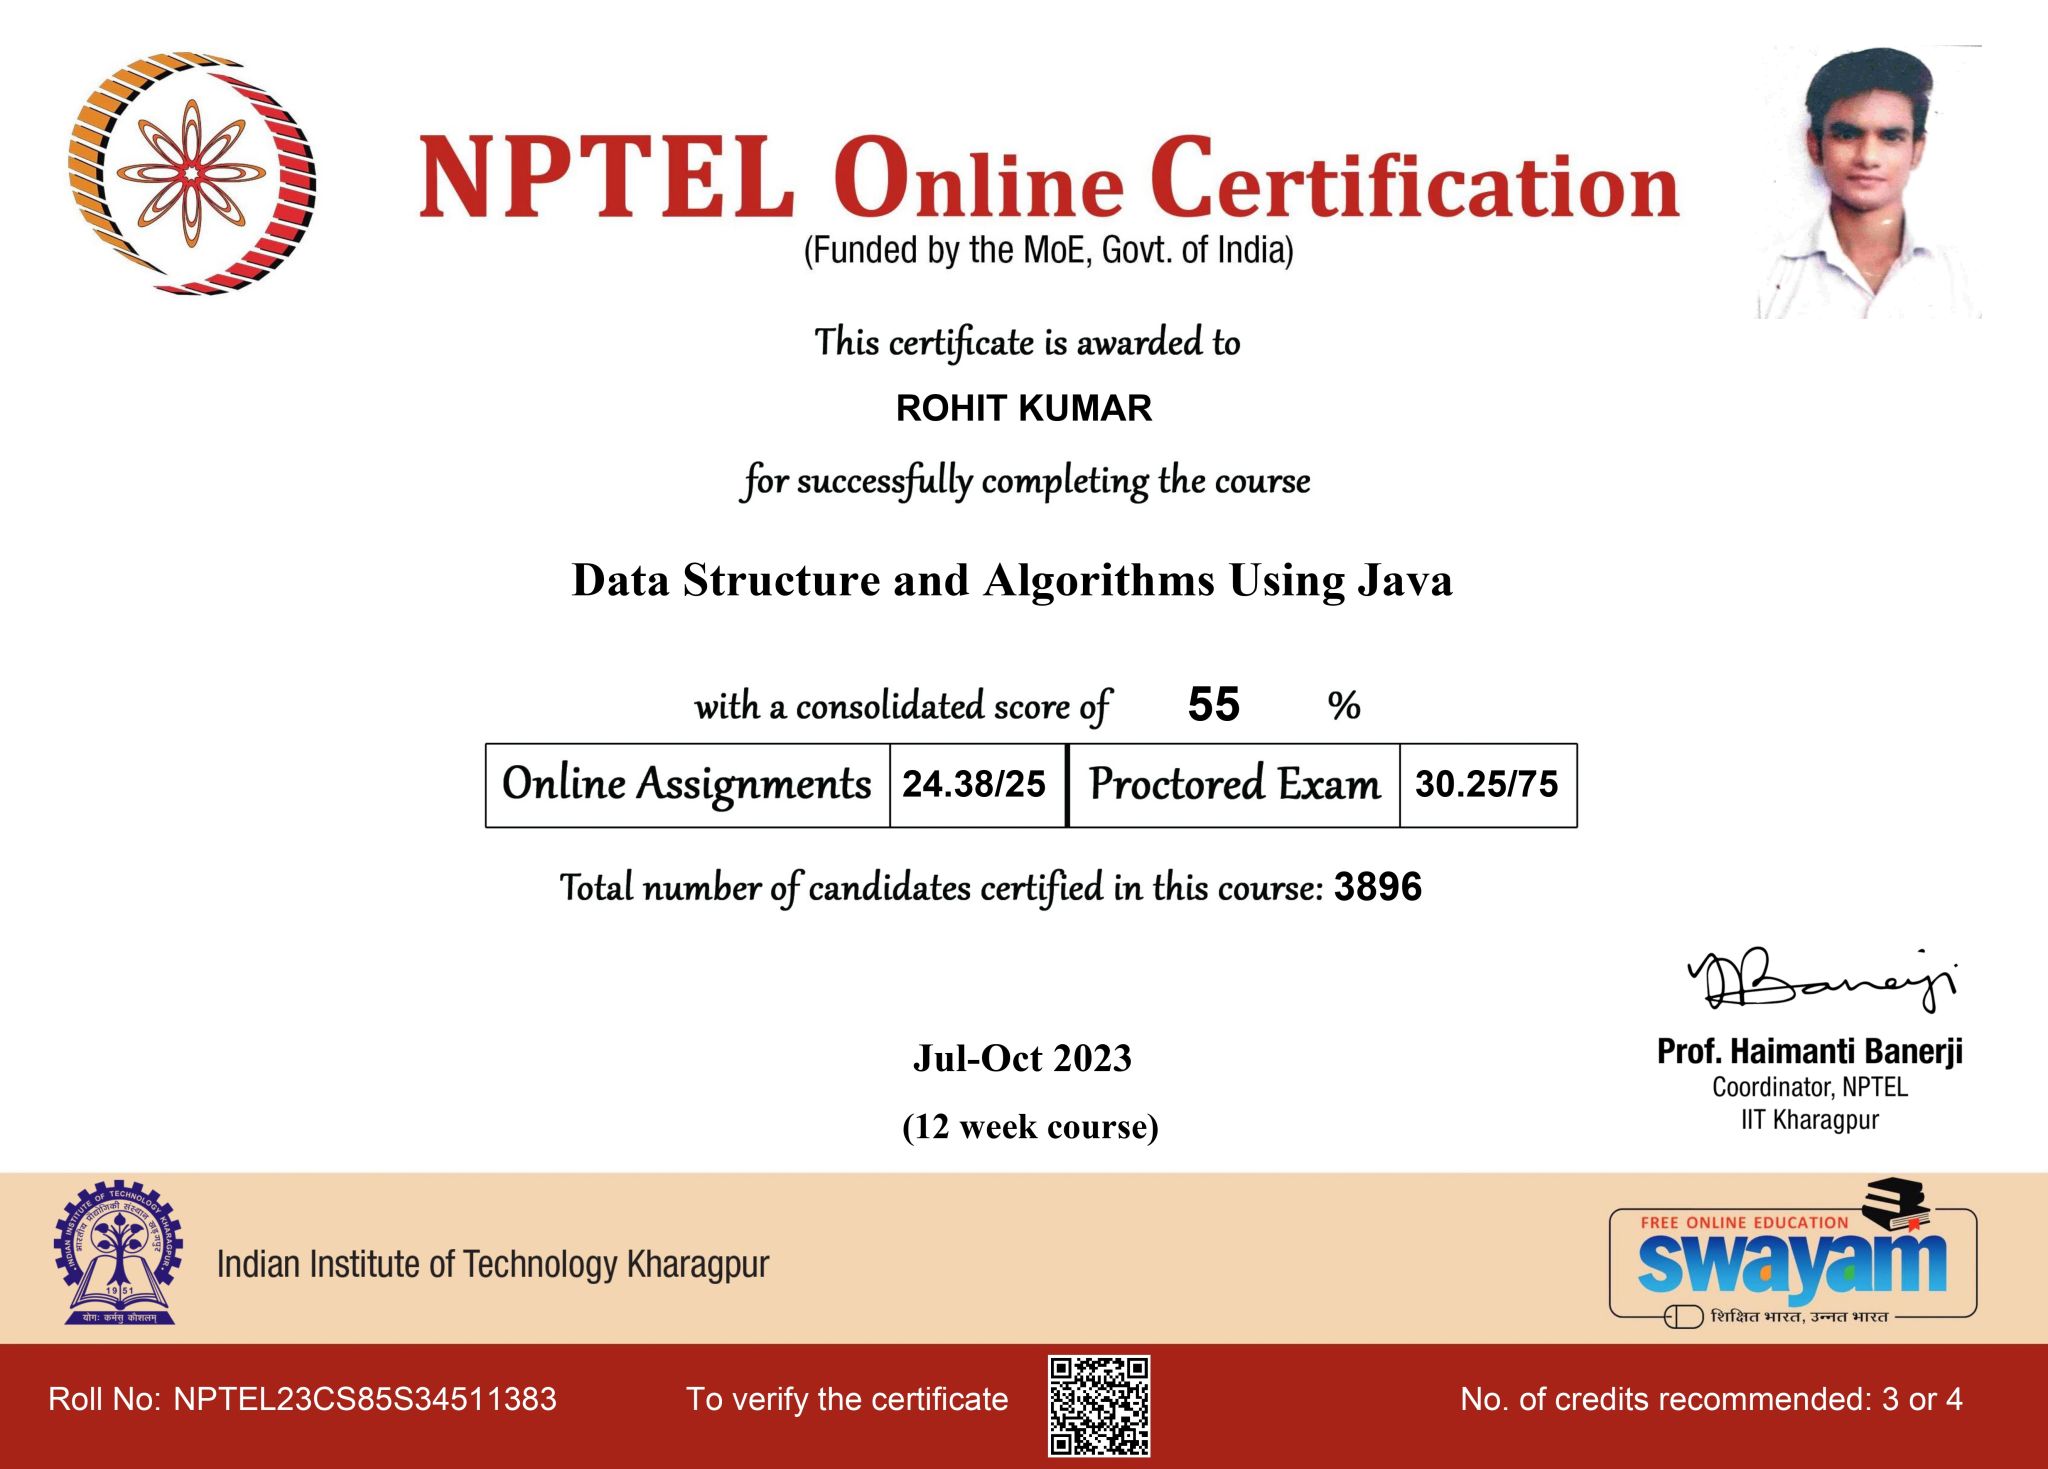 NPTEL Online Certification
(Funded by the MoE, Govt. of India)
This certificate is awarded to
ROHIT KUMAR
for successfully completing the course
Data Structure and Algorithms Using Java
with a consolidated score of 55 %
Online Assignments 24.38/25 Proctored Exam 30.25/75
Total number of candidates certified in this course: 3896
Banerji
Jul-Oct 2023
(12 week course)
Prof. Haimanti Banerji
Coordinator, NPTEL
IIT Kharagpur
INDIAN INSTITUTE OF TECHNOLOGY KHARAGPUR
भारतीय प्रौद्योगिकी संस्थान खड़गपुर
1951
योगः कर्मसु कौशलम्
Indian Institute of Technology Kharagpur
FREE ONLINE EDUCATION
swayam
शिक्षित भारत, उन्नत भारत
Roll No: NPTEL23CS85S34511383
To verify the certificate
No. of credits recommended: 3 or 4